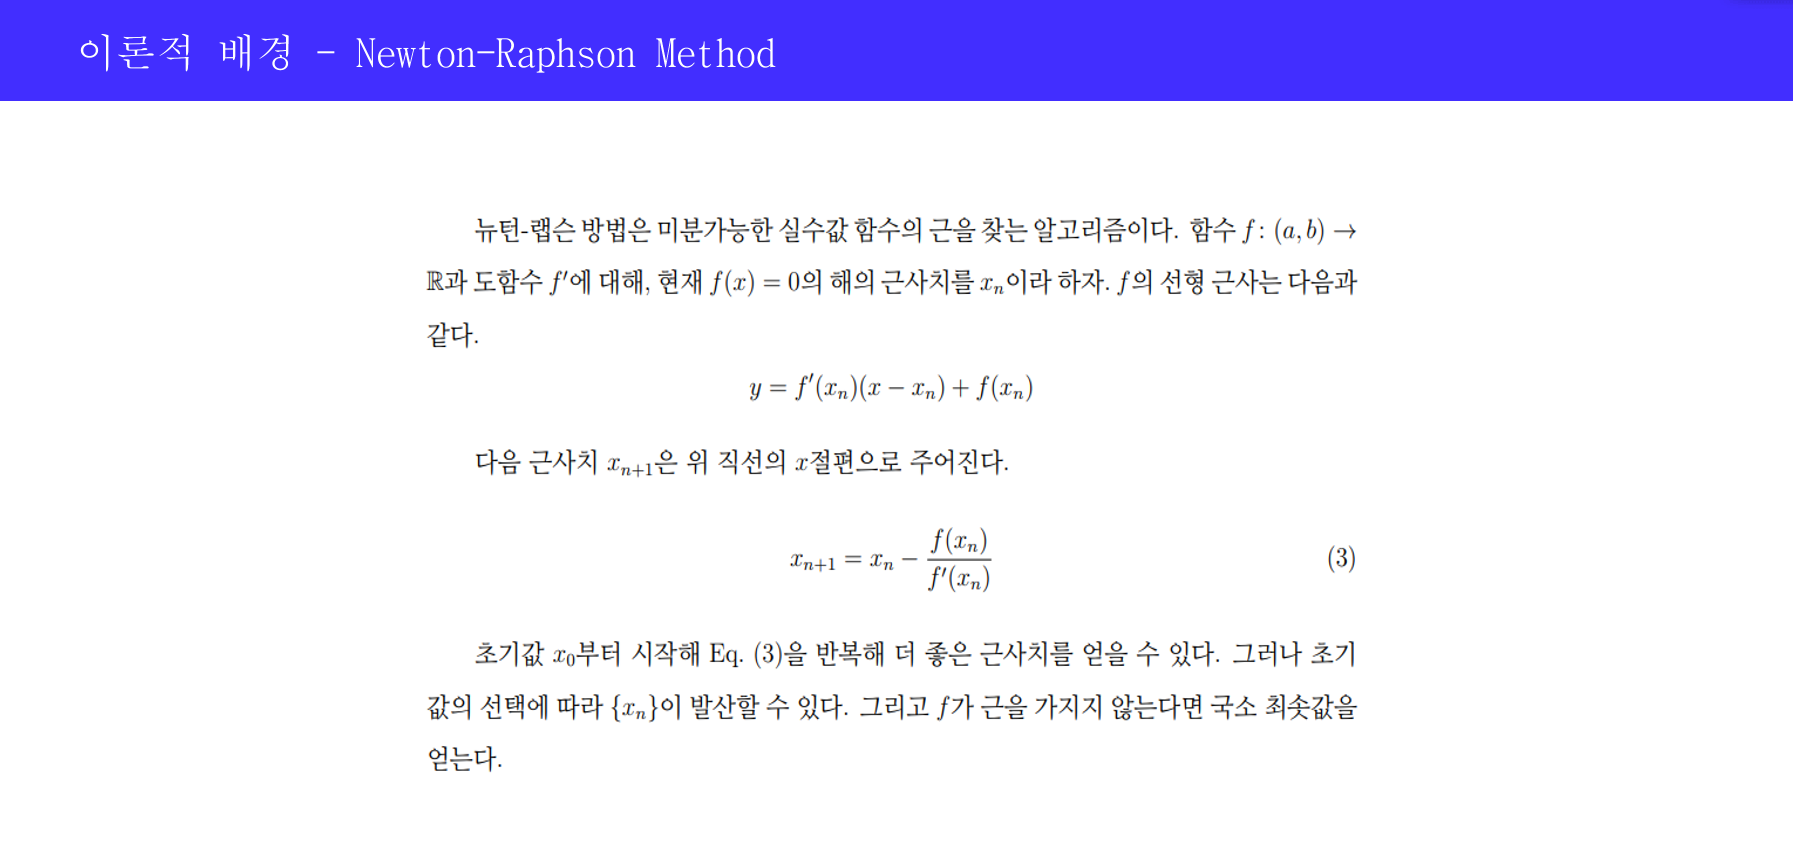 이론적 배경 - Newton-Raphson Method
뉴턴-랩슨 방법은 미분가능한 실수값 함수의 근을 찾는 알고리즘이다. 함수 f : (a, b) →
ℝ과 도함수 f′에 대해, 현재 f(x) = 0의 해의 근사치를 xₙ이라 하자. f의 선형 근사는 다음과
같다.
y = f′(xₙ)(x − xₙ) + f(xₙ)
다음 근사치 xₙ₊₁은 위 직선의 x절편으로 주어진다.
xₙ₊₁ = xₙ − f(xₙ) / f′(xₙ) (3)
초기값 x₀부터 시작해 Eq. (3)을 반복해 더 좋은 근사치를 얻을 수 있다. 그러나 초기
값의 선택에 따라 {xₙ}이 발산할 수 있다. 그리고 f가 근을 가지지 않는다면 국소 최솟값을
얻는다.